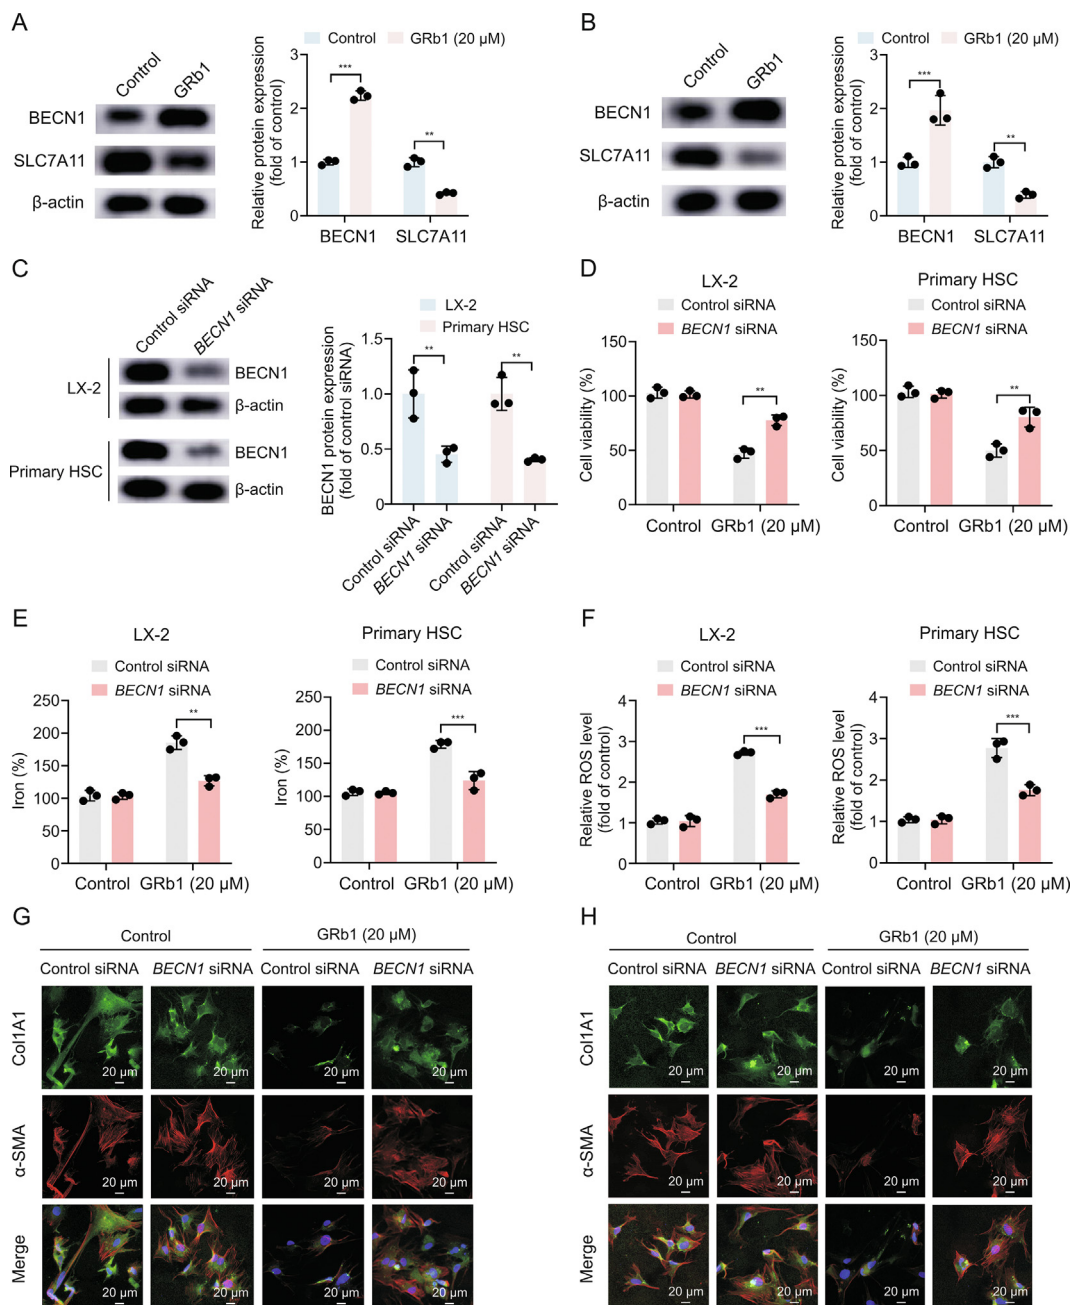 A
Control
GRb1
BECN1
SLC7A11
β-actin
Control
GRb1 (20 μM)
Relative protein expression
(fold of control)
3
2
1
0
***
**
BECN1
SLC7A11
B
Control
GRb1
BECN1
SLC7A11
β-actin
Control
GRb1 (20 μM)
Relative protein expression
(fold of control)
3
2
1
0
***
**
BECN1
SLC7A11
C
Control siRNA
BECN1 siRNA
LX-2
BECN1
β-actin
Primary HSC
BECN1
β-actin
LX-2
Primary HSC
BECN1 protein expression
(fold of control siRNA)
1.5
1.0
0.5
0
**
**
Control siRNA
BECN1 siRNA
Control siRNA
BECN1 siRNA
D
LX-2
Control siRNA
BECN1 siRNA
Cell viability (%)
150
100
50
0
**
Control
GRb1 (20 μM)
Primary HSC
Control siRNA
BECN1 siRNA
Cell viability (%)
150
100
50
0
**
Control
GRb1 (20 μM)
E
LX-2
Control siRNA
BECN1 siRNA
Iron (%)
250
200
150
100
50
0
**
Control
GRb1 (20 μM)
Primary HSC
Control siRNA
BECN1 siRNA
Iron (%)
250
200
150
100
50
0
***
Control
GRb1 (20 μM)
F
LX-2
Control siRNA
BECN1 siRNA
Relative ROS level
(fold of control)
4
3
2
1
0
***
Control
GRb1 (20 μM)
Primary HSC
Control siRNA
BECN1 siRNA
Relative ROS level
(fold of control)
4
3
2
1
0
***
Control
GRb1 (20 μM)
G
Control
GRb1 (20 μM)
Control siRNA
BECN1 siRNA
Control siRNA
BECN1 siRNA
Col1A1
20 μm
20 μm
20 μm
20 μm
α-SMA
20 μm
20 μm
20 μm
20 μm
Merge
20 μm
20 μm
20 μm
20 μm
H
Control
GRb1 (20 μM)
Control siRNA
BECN1 siRNA
Control siRNA
BECN1 siRNA
Col1A1
20 μm
20 μm
20 μm
20 μm
α-SMA
20 μm
20 μm
20 μm
20 μm
Merge
20 μm
20 μm
20 μm
20 μm